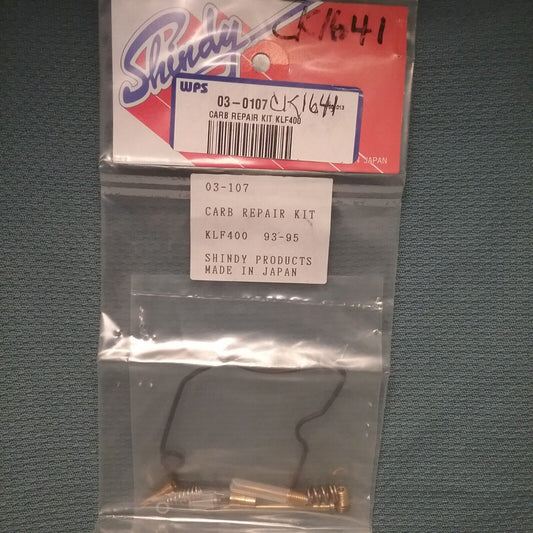 Shindy
CK1641
WPS
03-0107 CK1641
CARB REPAIR KIT KLF400
JAPAN
03-107
CARB REPAIR KIT
KLF400 93-95
SHINDY PRODUCTS
MADE IN JAPAN